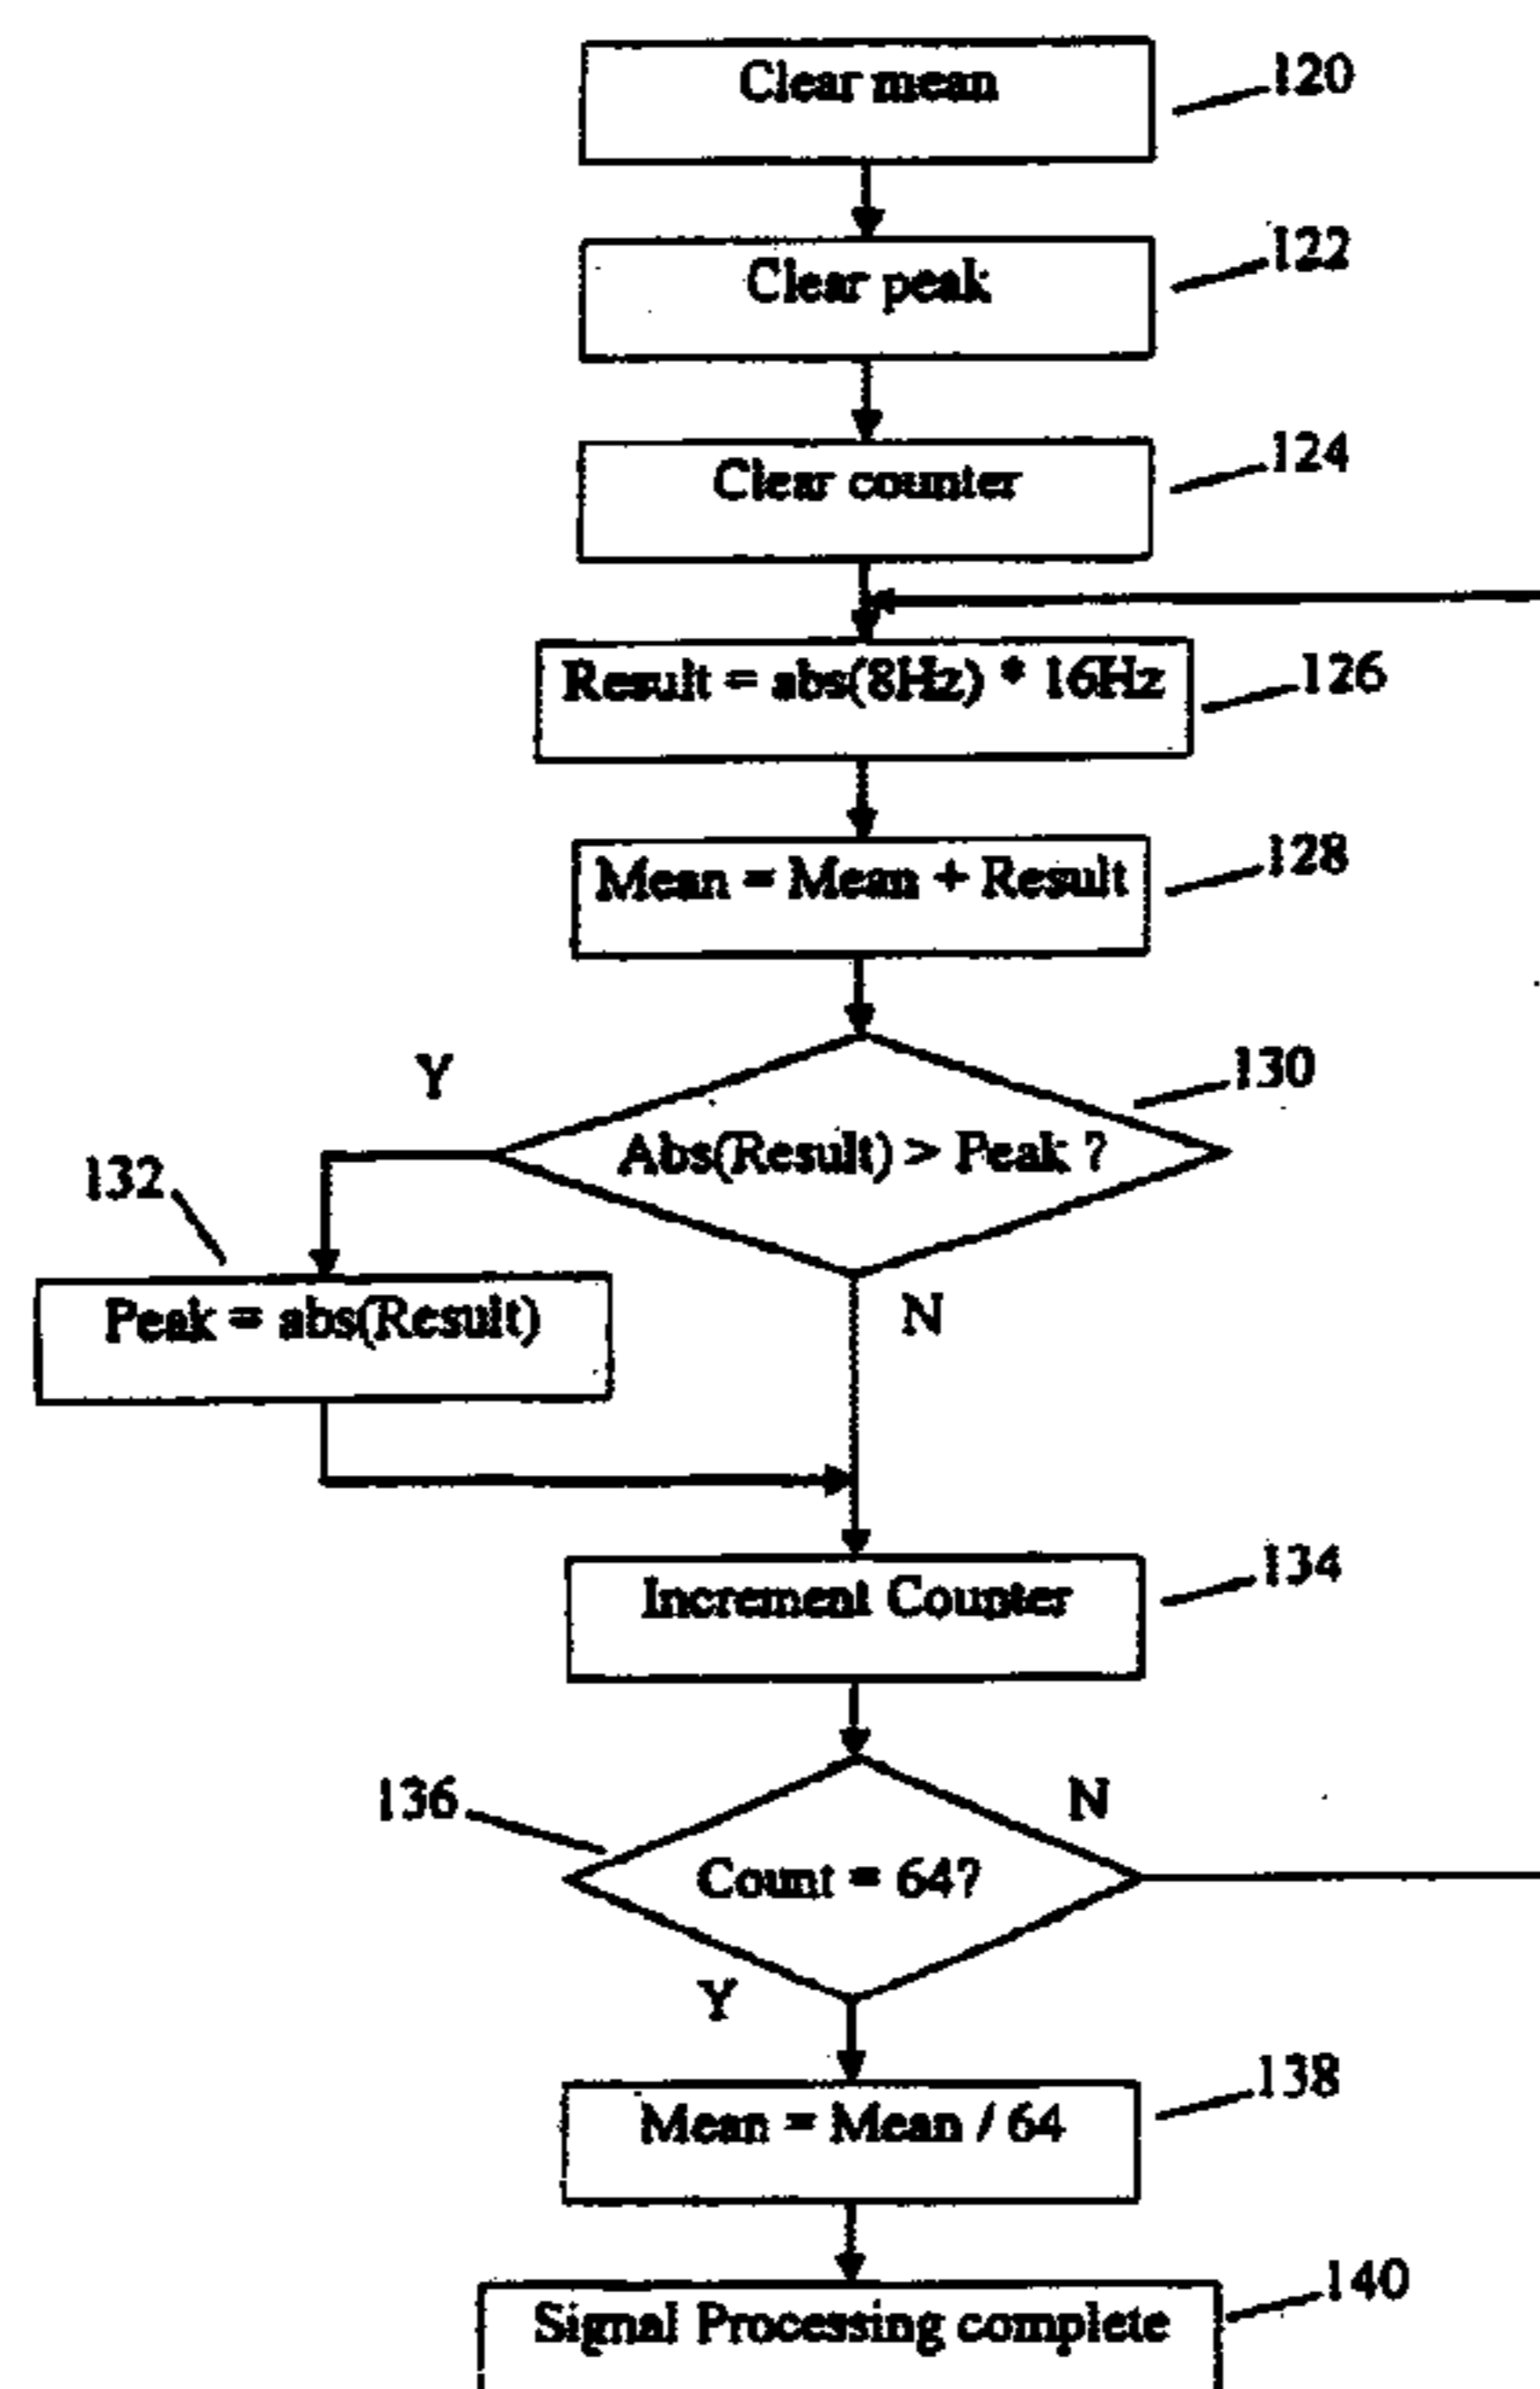 Clear mean
120
Clear peak
122
Clear counter
124
Result = abs(8Hz) * 16Hz
126
Mean = Mean + Result
128
Y
130
Abs(Result) > Peak ?
132
Peak = abs(Result)
N
Increment Counter
134
136
N
Count = 64?
Y
Mean = Mean / 64
138
Signal Processing complete
140